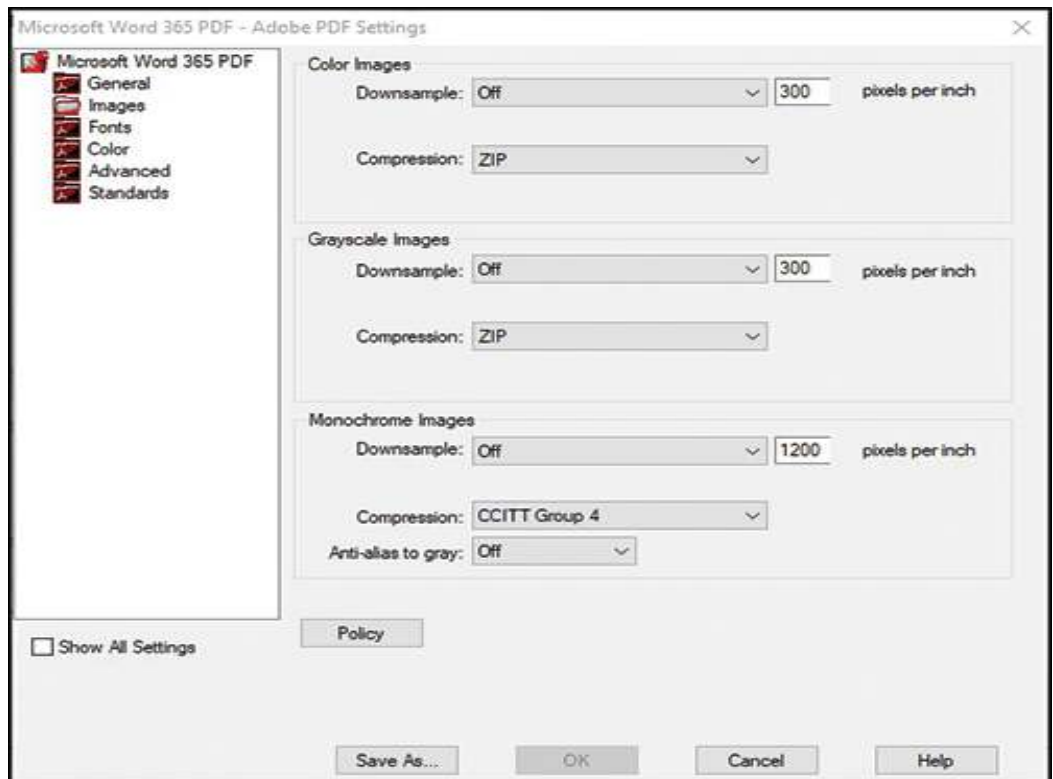 Microsoft Word 365 PDF - Adobe PDF Settings
Microsoft Word 365 PDF
General
Images
Fonts
Color
Advanced
Standards
Show All Settings
Color Images
Downsample: Off 300 pixels per inch
Compression: ZIP
Grayscale Images
Downsample: Off 300 pixels per inch
Compression: ZIP
Monochrome Images
Downsample: Off 1200 pixels per inch
Compression: CCITT Group 4
Anti-alias to gray: Off
Policy
Save As... OK Cancel Help